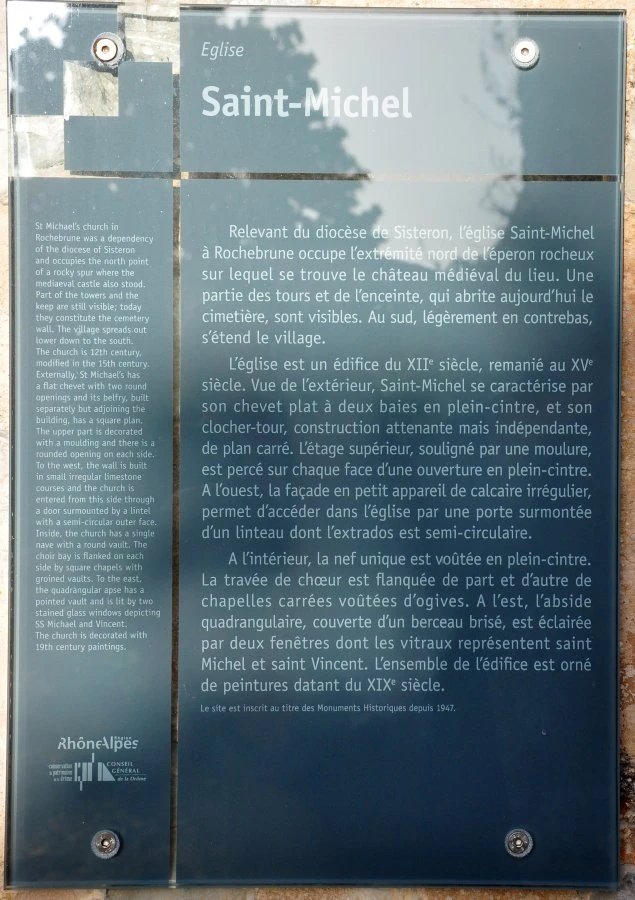 Eglise
Saint-Michel
St Michael's church in
Rochebrune was a dependency
of the diocese of Sisteron
and occupies the north point
of a rocky spur where the
mediaeval castle also stood.
Part of the towers and the
keep are still visible; today
they constitute the cemetery
wall. The village spreads out
lower down to the south.
The church is 12th century,
modified in the 15th century.
Externally, St Michael's has
a flat chevet with two round
openings and its belfry, built
separately but adjoining the
building, has a square plan.
The upper part is decorated
with a moulding and there is a
rounded opening on each side.
To the west, the wall is built
in small irregular limestone
courses and the church is
entered from this side through
a door surmounted by a lintel
with a semi-circular outer face.
Inside, the church has a single
nave with a round vault. The
choir bay is flanked on each
side by square chapels with
groined vaults. To the east,
the quadrangular apse has a
pointed vault and is lit by two
stained glass windows depicting
SS Michael and Vincent.
The church is decorated with
19th century paintings.
Relevant du diocèse de Sisteron, l'église Saint-Michel
à Rochebrune occupe l'extrémité nord de l'éperon rocheux
sur lequel se trouve le château médiéval du lieu. Une
partie des tours et de l'enceinte, qui abrite aujourd'hui le
cimetière, sont visibles. Au sud, légèrement en contrebas,
s'étend le village.
L'église est un édifice du XIIe siècle, remanié au XVe
siècle. Vue de l'extérieur, Saint-Michel se caractérise par
son chevet plat à deux baies en plein-cintre, et son
clocher-tour, construction attenante mais indépendante,
de plan carré. L'étage supérieur, souligné par une moulure,
est percé sur chaque face d'une ouverture en plein-cintre.
A l'ouest, la façade en petit appareil de calcaire irrégulier,
permet d'accéder dans l'église par une porte surmontée
d'un linteau dont l'extrados est semi-circulaire.
A l'intérieur, la nef unique est voûtée en plein-cintre.
La travée de chœur est flanquée de part et d'autre de
chapelles carrées voûtées d'ogives. A l'est, l'abside
quadrangulaire, couverte d'un berceau brisé, est éclairée
par deux fenêtres dont les vitraux représentent saint
Michel et saint Vincent. L'ensemble de l'édifice est orné
de peintures datant du XIXe siècle.
Le site est inscrit au titre des Monuments Historiques depuis 1947.
Région
RhôneAlpes
conservation
du patrimoine
de la drôme
CONSEIL
GÉNÉRAL
de la Drôme